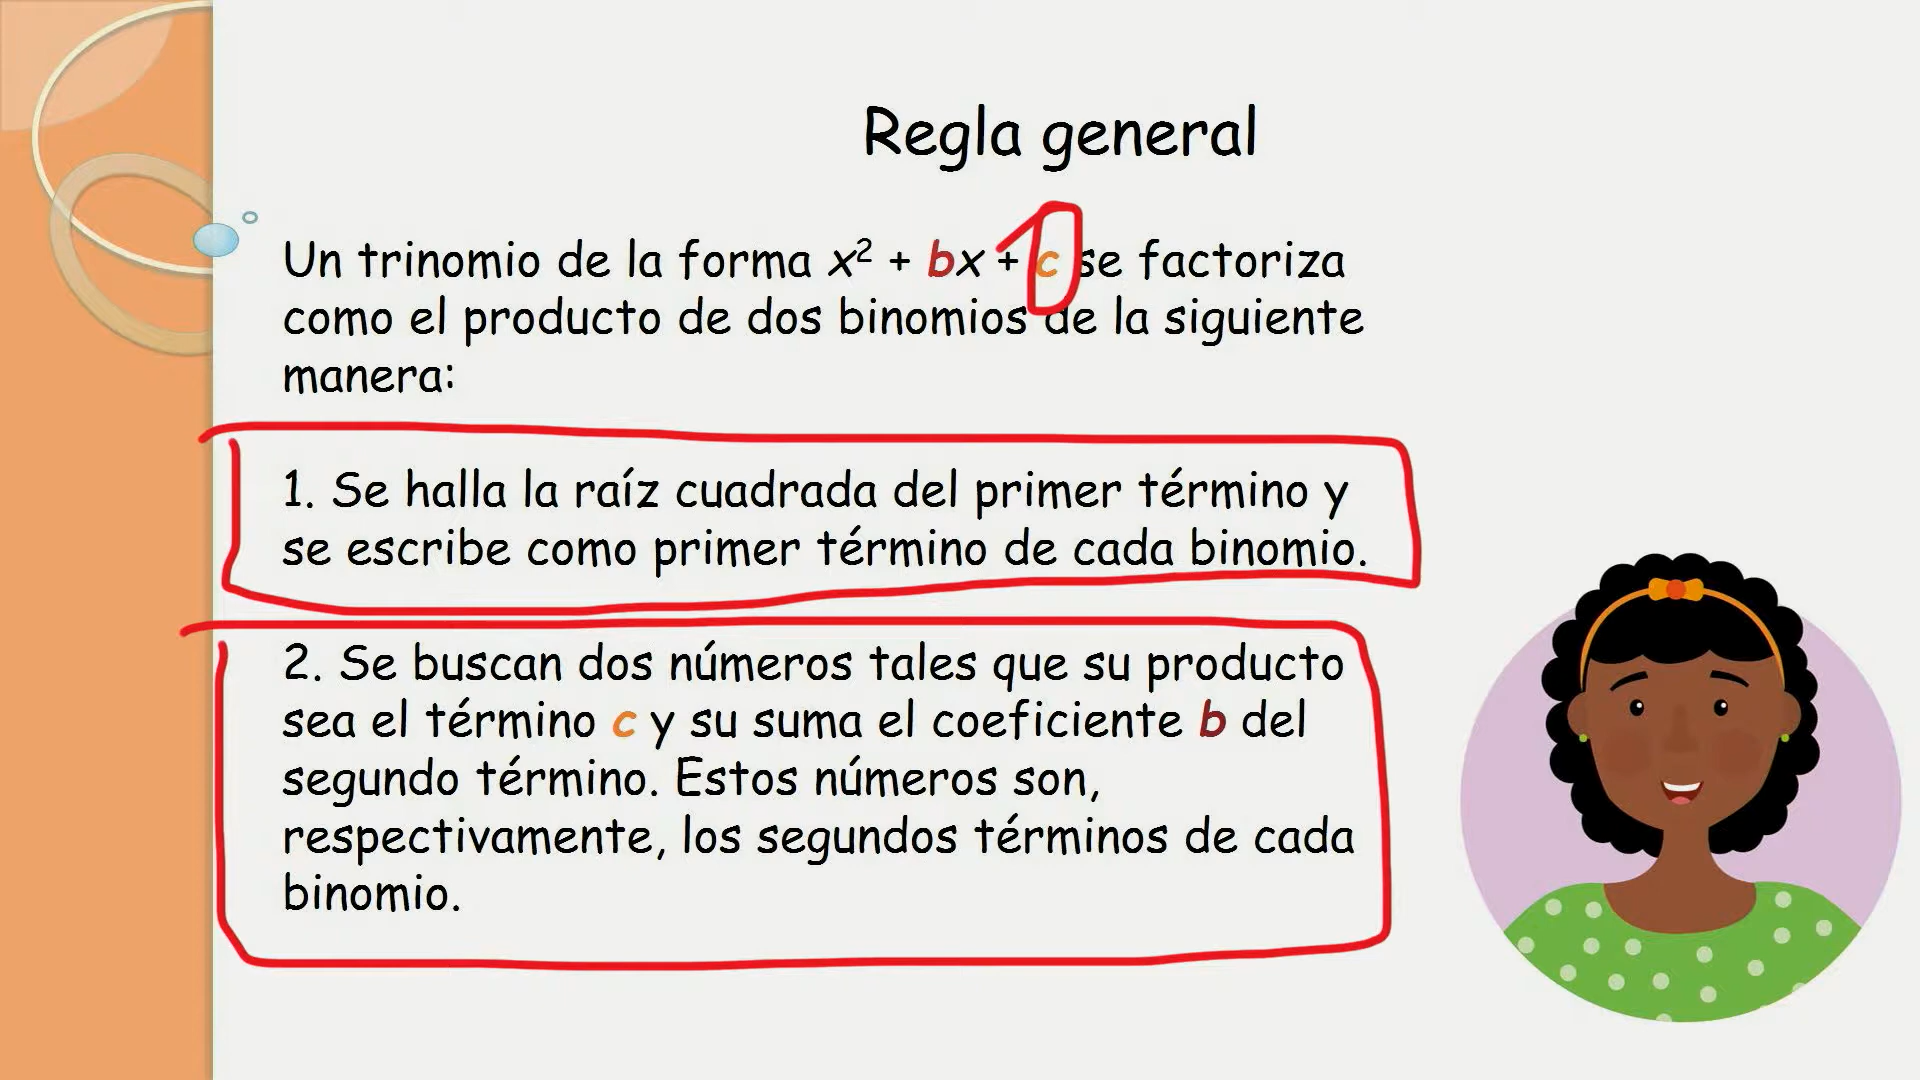 Regla general
Un trinomio de la forma x² + bx + c se factoriza
como el producto de dos binomios de la siguiente
manera:
1. Se halla la raíz cuadrada del primer término y
se escribe como primer término de cada binomio.
2. Se buscan dos números tales que su producto
sea el término c y su suma el coeficiente b del
segundo término. Estos números son,
respectivamente, los segundos términos de cada
binomio.